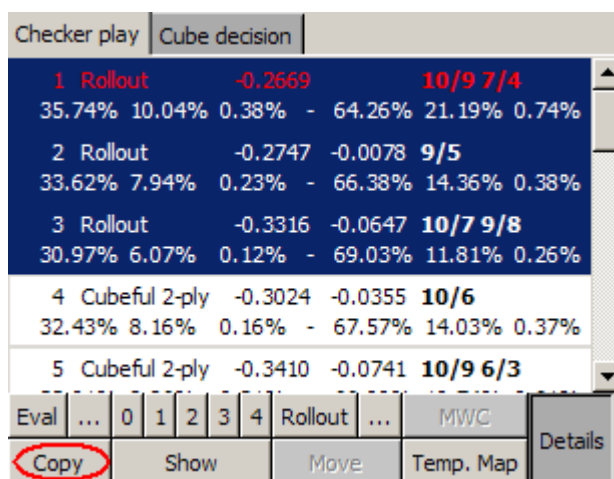 Checker play Cube decision
1 Rollout -0.2669 10/9 7/4
35.74% 10.04% 0.38% - 64.26% 21.19% 0.74%
2 Rollout -0.2747 -0.0078 9/5
33.62% 7.94% 0.23% - 66.38% 14.36% 0.38%
3 Rollout -0.3316 -0.0647 10/7 9/8
30.97% 6.07% 0.12% - 69.03% 11.81% 0.26%
4 Cubeful 2-ply -0.3024 -0.0355 10/6
32.43% 8.16% 0.16% - 67.57% 14.03% 0.37%
5 Cubeful 2-ply -0.3410 -0.0741 10/9 6/3
Eval ... 0 1 2 3 4 Rollout ... MWC
Details
Copy Show Move Temp. Map